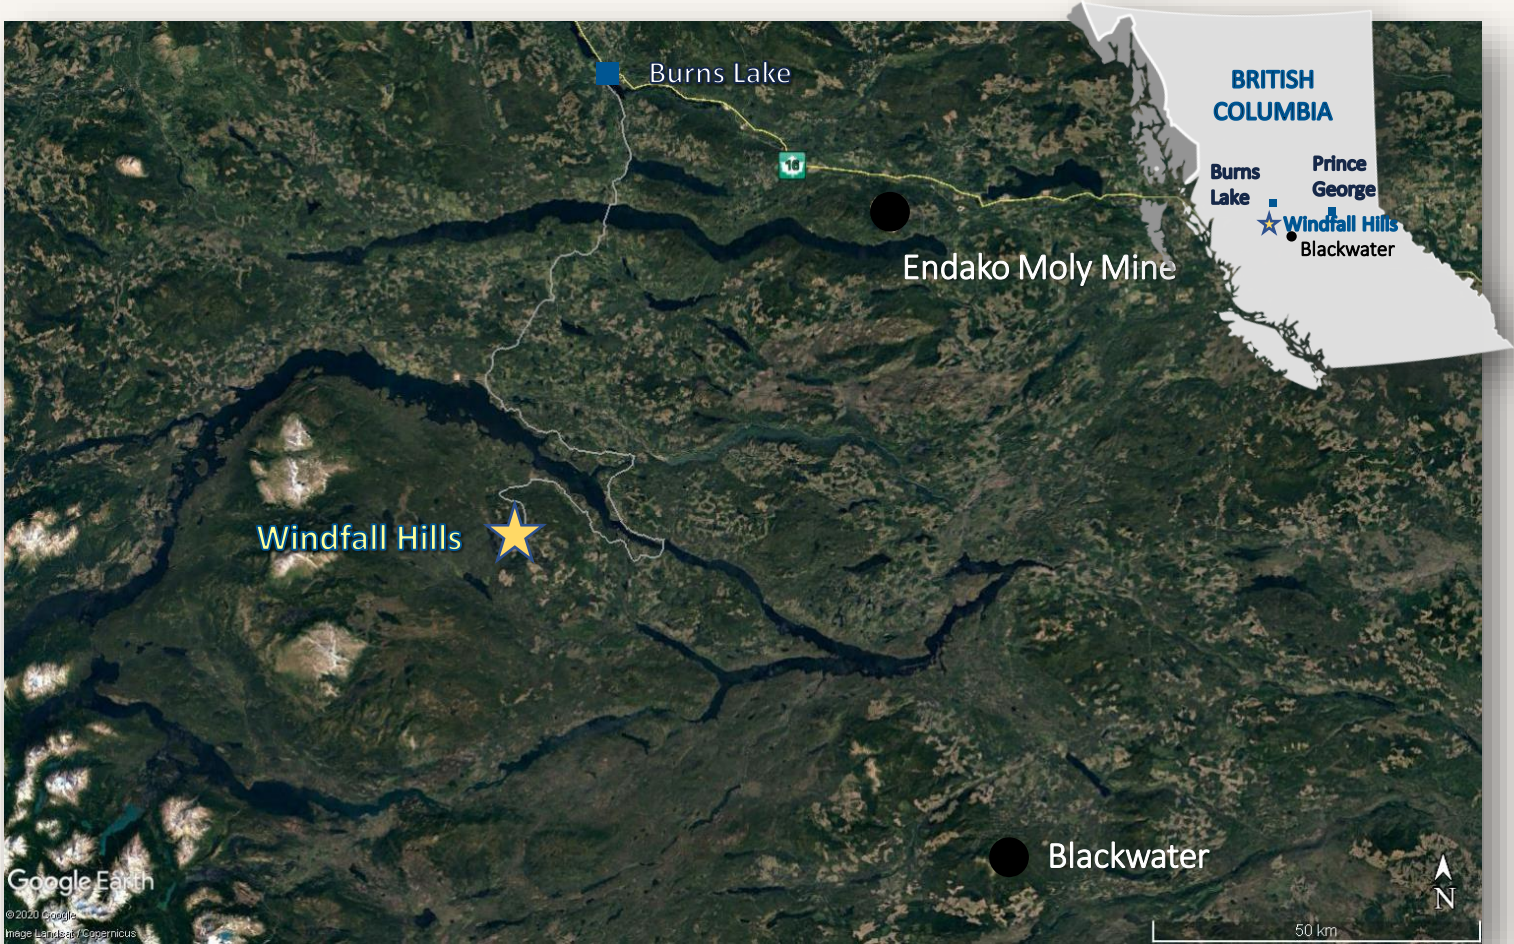 BRITISH
COLUMBIA
Burns
Lake
Prince
George
Windfall Hills
Blackwater
Burns Lake
16
Endako Moly Mine
Windfall Hills
Blackwater
N
50 km
Google Earth
©2020 Google
Image Landsat / Copernicus